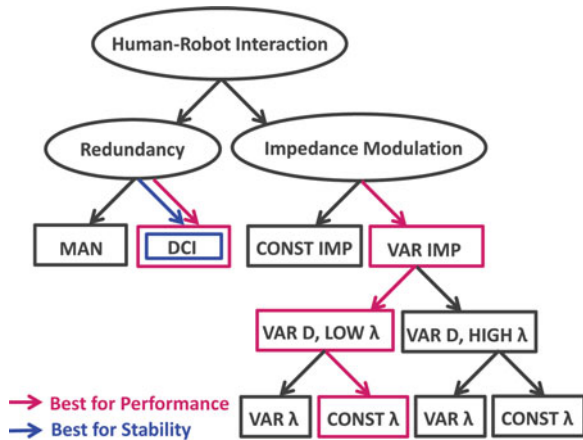 Human-Robot Interaction
Redundancy
Impedance Modulation
MAN
DCI
CONST IMP
VAR IMP
VAR D, LOW λ
VAR D, HIGH λ
VAR λ
CONST λ
VAR λ
CONST λ
Best for Performance
Best for Stability